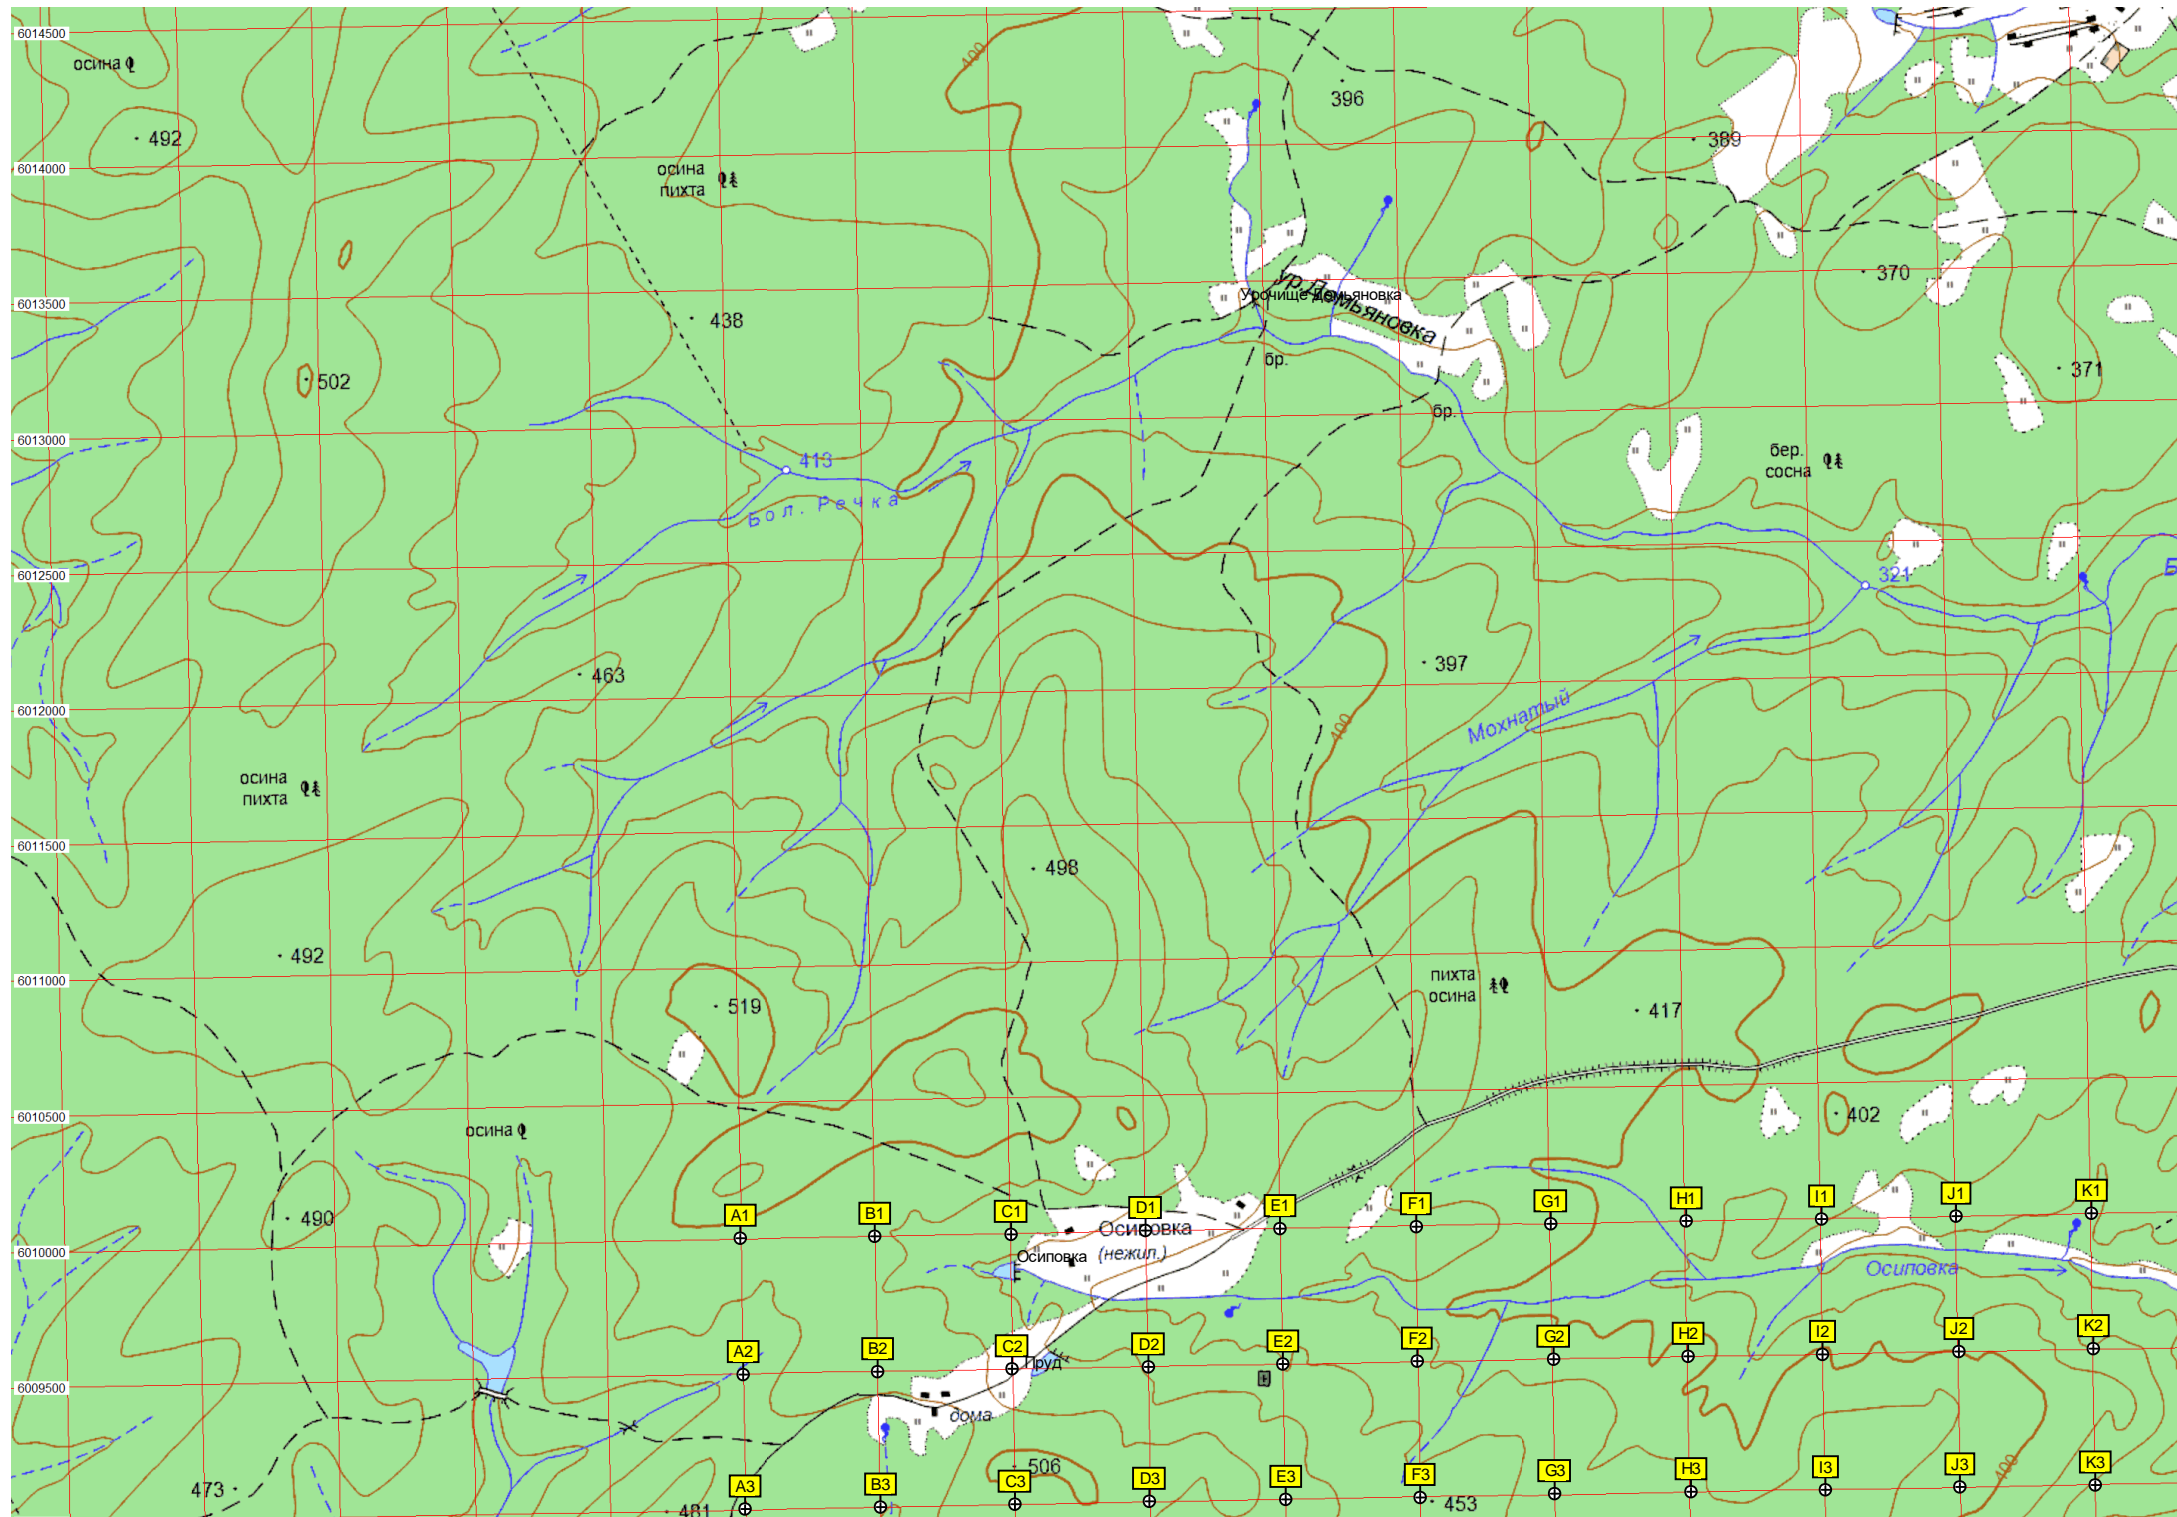 6014500
осина
400
396
492
389
6014000
осина
пихта
370
6013500
ур. Демьяновка
Урочище Демьяновка
438
бр.
371
502
бр.
6013000
413
бер.
сосна
Бол. Речка
6012500
321
Б
463
397
6012000
Мохнатый
400
осина
пихта
6011500
498
492
6011000
пихта
осина
519
417
6010500
402
осина
490
A1
B1
C1
D1
E1
F1
G1
H1
I1
J1
K1
Осиповка
6010000
Осиповка
(нежил.)
Осиповка
A2
B2
C2
D2
E2
F2
G2
H2
I2
J2
K2
Пруд
6009500
дома
506
400
A3
B3
C3
D3
E3
F3
G3
H3
I3
J3
K3
473
481
453